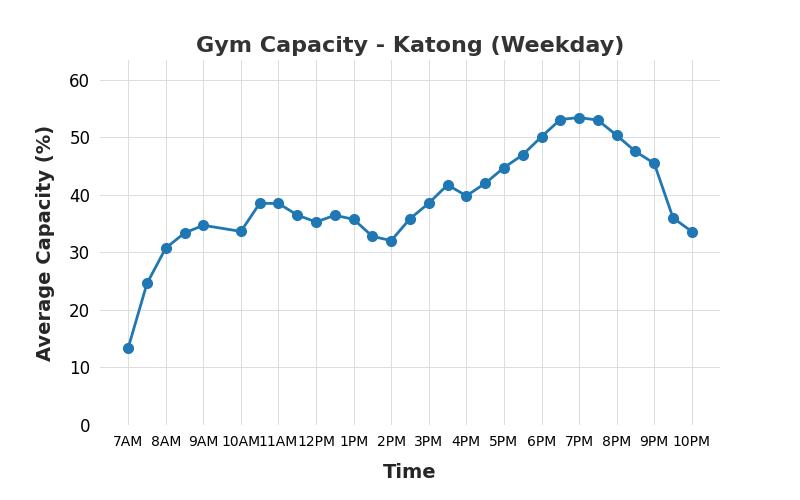 Gym Capacity - Katong (Weekday)
60
50
40
30
20
10
0
Average Capacity (%)
7AM 8AM 9AM 10AM 11AM 12PM 1PM 2PM 3PM 4PM 5PM 6PM 7PM 8PM 9PM 10PM
Time